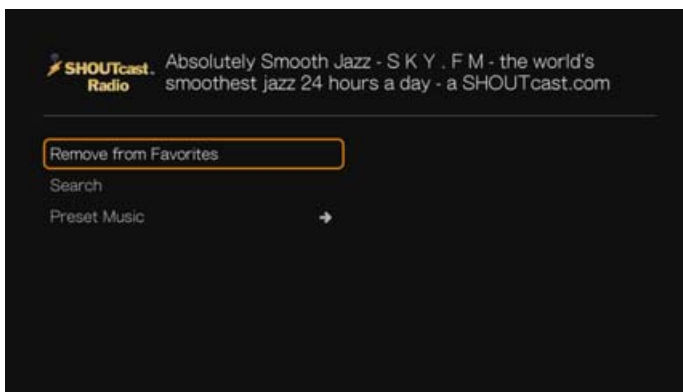 SHOUTcast.
Radio
Absolutely Smooth Jazz - S K Y . F M - the world's
smoothest jazz 24 hours a day - a SHOUTcast.com
Remove from Favorites
Search
Preset Music